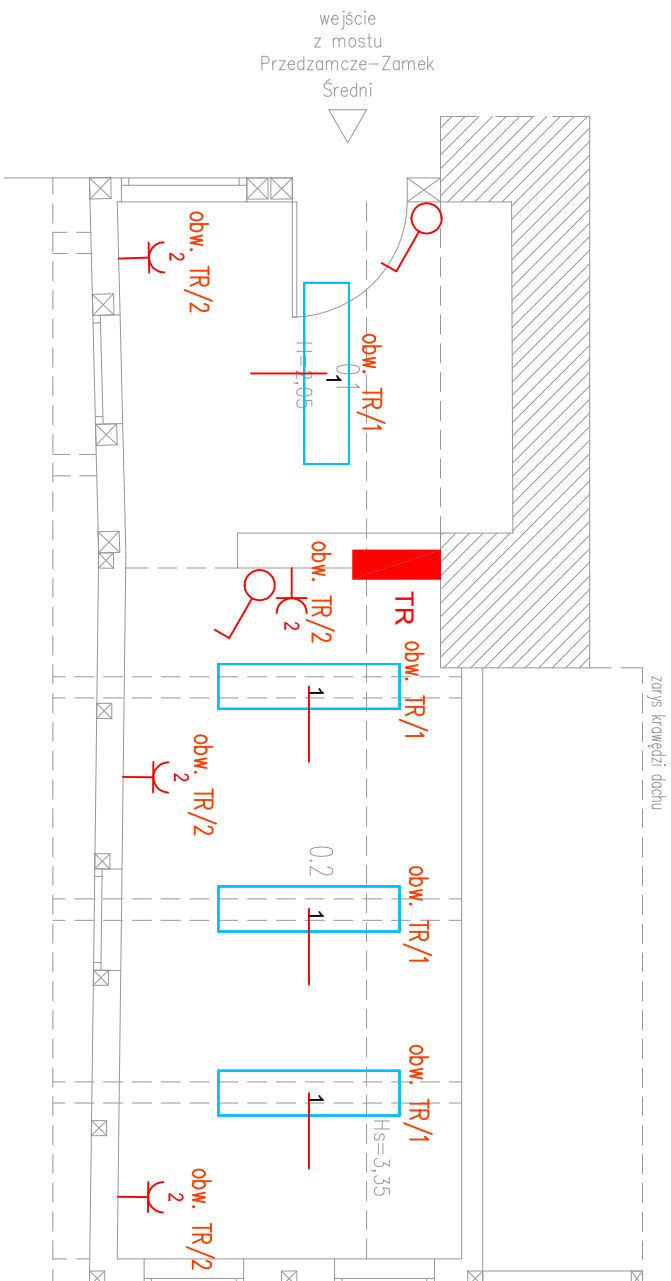 wejście
z mostu
Przedzamcze-Zamek
Średni
obw. TR/2
2
obw. TR/1
0.1
H=2,05
1
obw. TR/2
2
TR
obw. TR/1
1
zarys krawędzi dachu
obw. TR/2
2
0.2
obw. TR/1
1
obw. TR/1
1
Hs=3,35
obw. TR/2
2